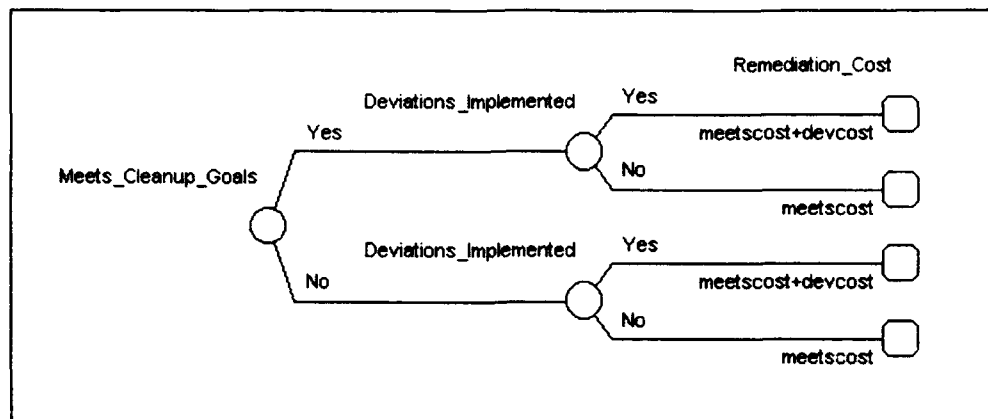 Remediation_Cost
Deviations_Implemented
Yes
Yes
meetscost+devcost
Meets_Cleanup_Goals
No
meetscost
Deviations_Implemented
Yes
No
meetscost+devcost
No
meetscost